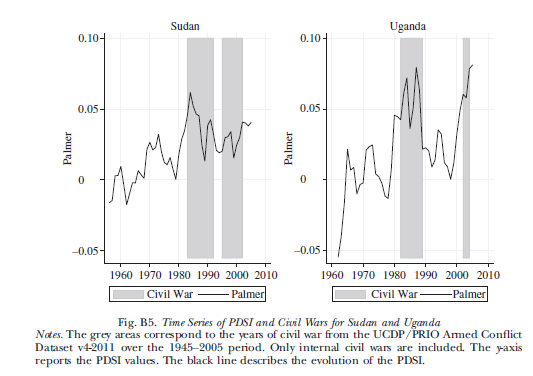 Sudan
Uganda
0.10
0.05
0
–0.05
Palmer
1960 1970 1980 1990 2000 2010
Civil War Palmer
0.10
0.05
0
–0.05
Palmer
1960 1970 1980 1990 2000 2010
Civil War Palmer
Fig. B5. Time Series of PDSI and Civil Wars for Sudan and Uganda
Notes. The grey areas correspond to the years of civil war from the UCDP/PRIO Armed Conflict
Dataset v4-2011 over the 1945–2005 period. Only internal civil wars are included. The y-axis
reports the PDSI values. The black line describes the evolution of the PDSI.